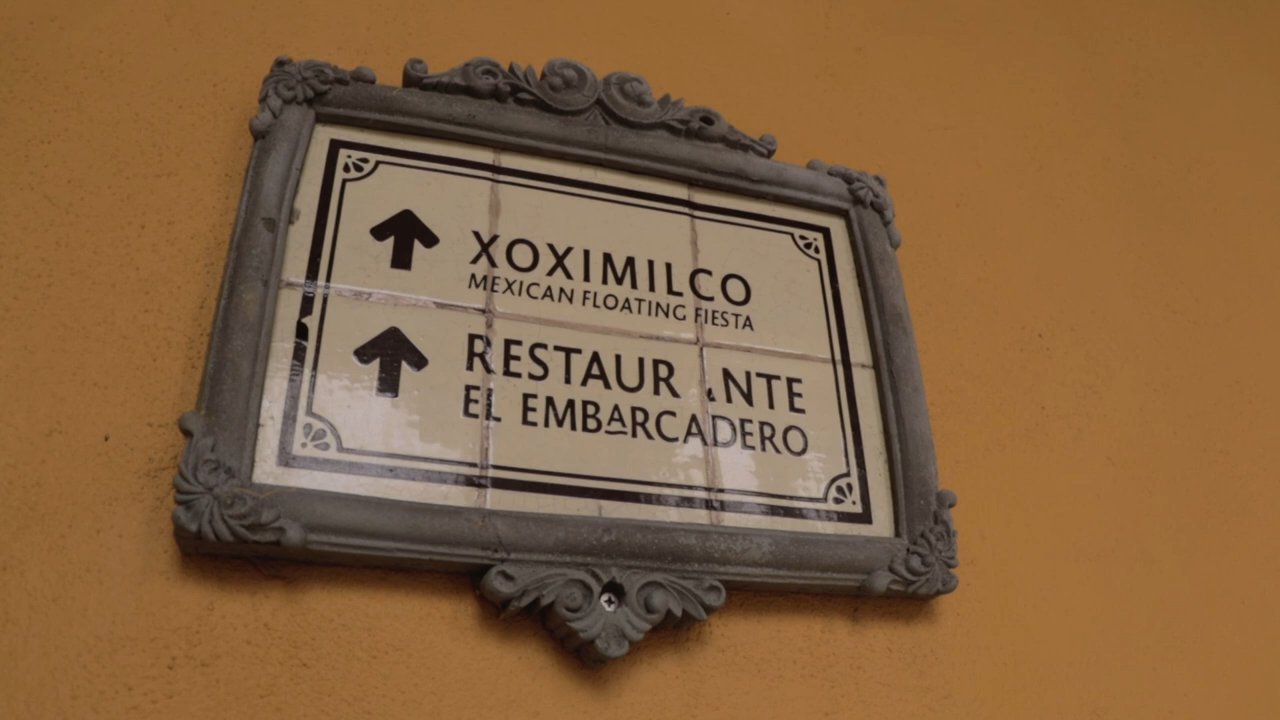 XOXIMILCO
MEXICAN FLOATING FIESTA
RESTAUR NTE
EL EMBARCADERO